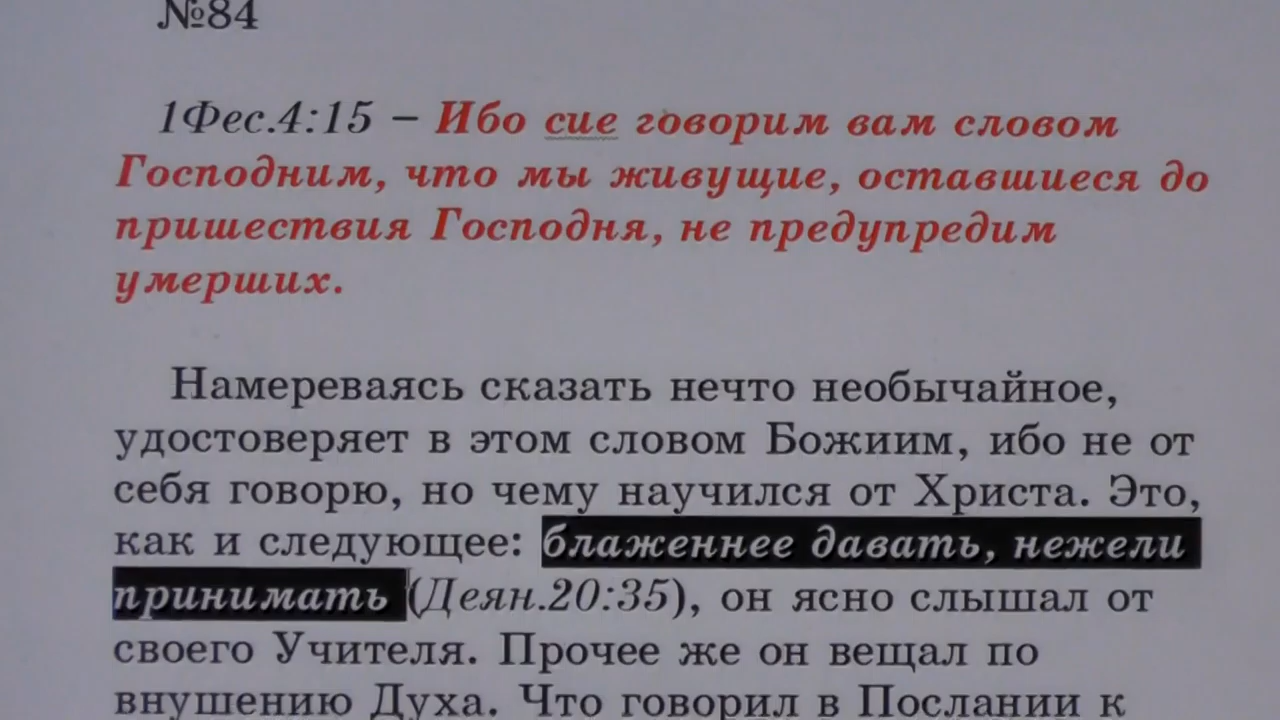 №84
1Фес.4:15 – Ибо сие говорим вам словом
Господним, что мы живущие, оставшиеся до
пришествия Господня, не предупредим
умерших.
Намереваясь сказать нечто необычайное,
удостоверяет в этом словом Божиим, ибо не от
себя говорю, но чему научился от Христа. Это,
как и следующее: блаженнее давать, нежели
принимать (Деян.20:35), он ясно слышал от
своего Учителя. Прочее же он вещал по
внушению Духа. Что говорил в Послании к